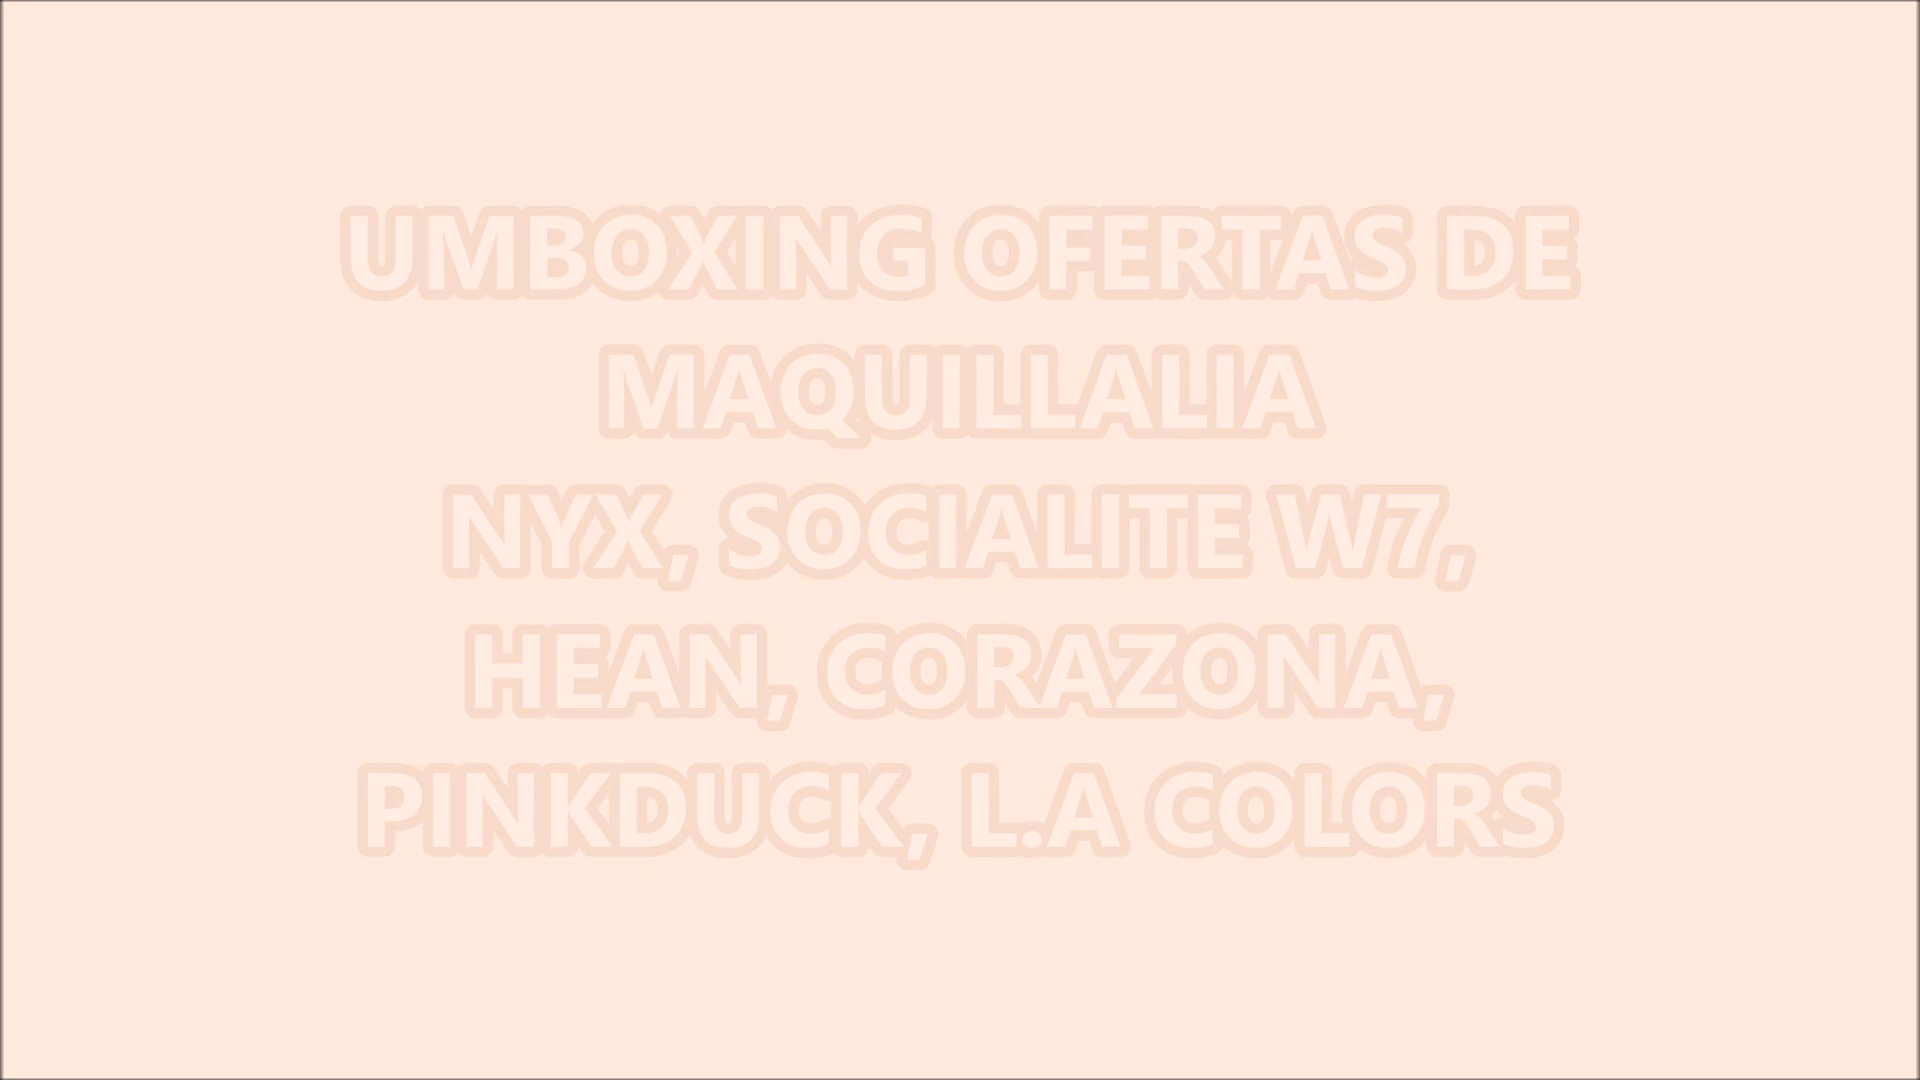 UMBOXING OFERTAS DE
MAQUILLALIA
NYX, SOCIALITE W7,
HEAN, CORAZONA,
PINKDUCK, L.A COLORS